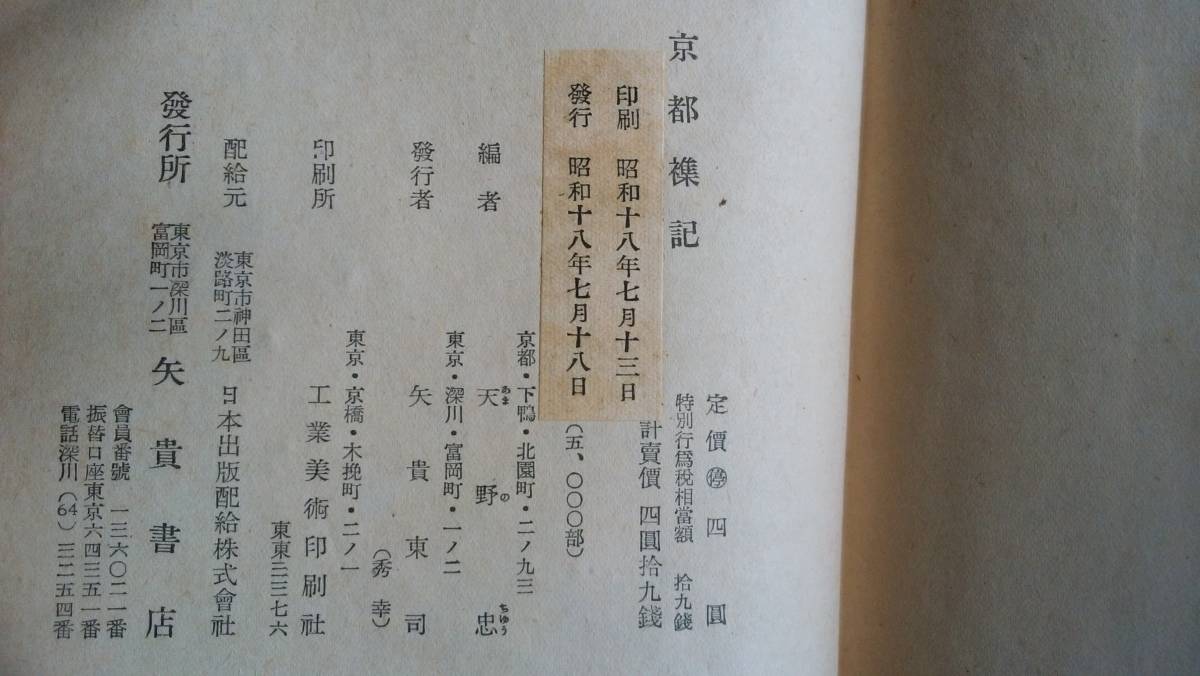 京都襍記
定價㊡四圓
特別行爲税相當額 拾九錢
計賣價 四圓拾九錢
印刷 昭和十八年七月十三日
發行 昭和十八年七月十八日
(五、〇〇〇部)
京都・下鴨・北園町・二ノ九三
編者 天野忠
あま の ちゆう
東京・深川・富岡町・一ノ二
發行者 矢貴東司
(秀幸)
東京・京橋・木挽町・二ノ一
印刷所 工業美術印刷社
東東三三七六
配給元 東京市神田區
淡路町二ノ九 日本出版配給株式會社
發行所 東京市深川區
富岡町一ノ二 矢貴書店
會員番號 一三六〇二一番
振替口座東京六四三五一番
電話深川(64)三二五四番